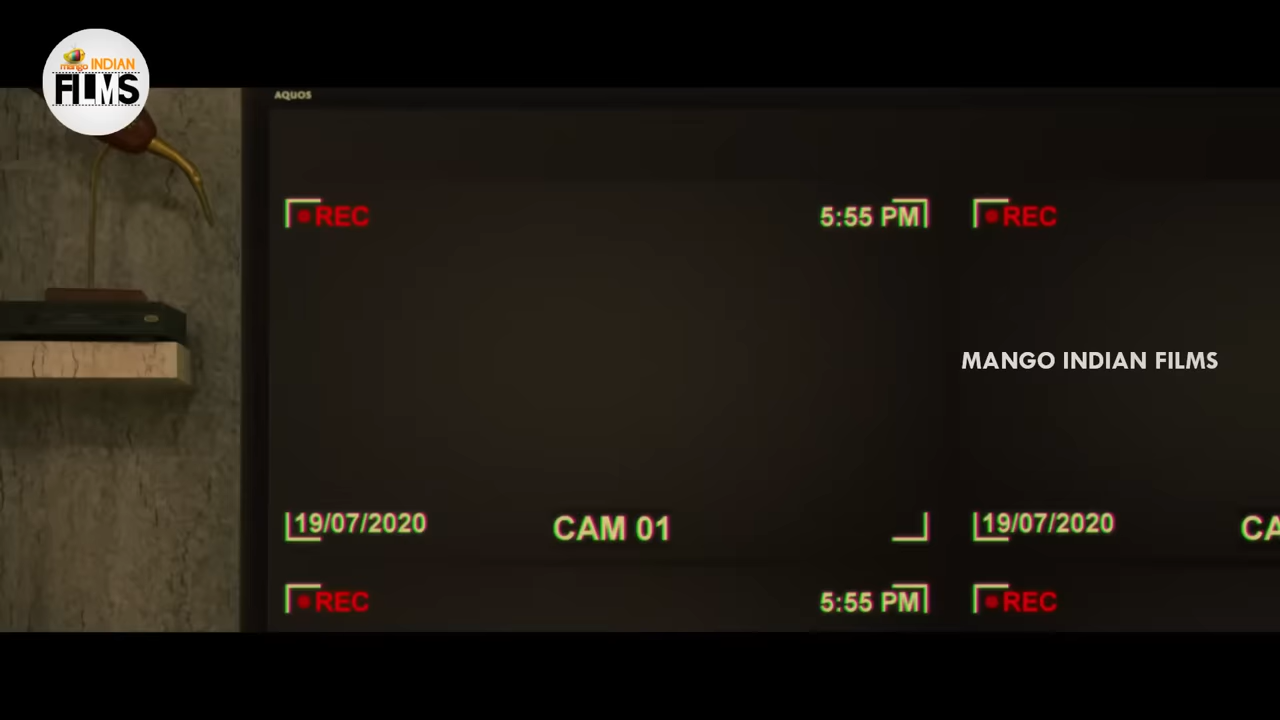 mango INDIAN
FILMS
AQUOS
REC
5:55 PM
REC
MANGO INDIAN FILMS
19/07/2020
CAM 01
19/07/2020
CA
REC
5:55 PM
REC